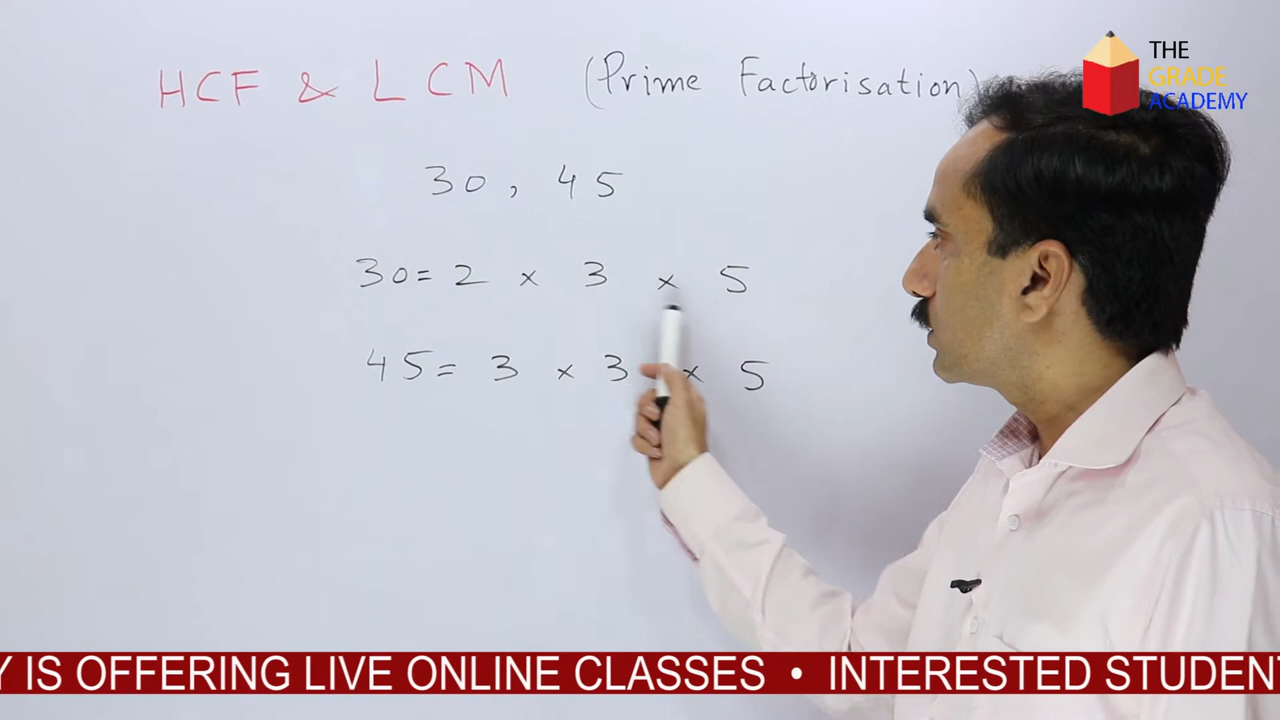 HCF & LCM (Prime Factorisation)
THE
GRADE
ACADEMY
30, 45
30= 2 x 3 x 5
45= 3 x 3 x 5
Y IS OFFERING LIVE ONLINE CLASSES • INTERESTED STUDENT